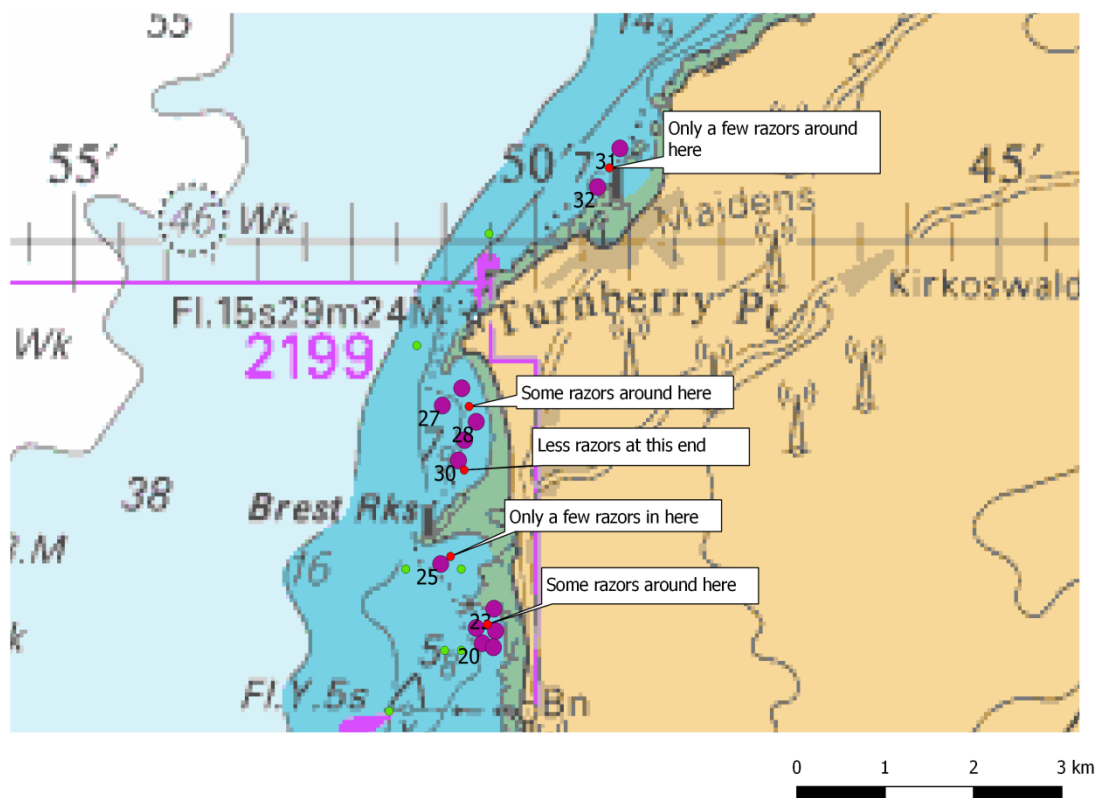 55
14₉
Only a few razors around
here
55′
50′
7
31
45′
32
46
Wk
Maidens
Kirkoswald
Fl.15s29m24M
Turnberry Pt
Wk
2199
Some razors around here
27
28
Less razors at this end
30
38
Brest Rks
Only a few razors in here
.M
16
25
Some razors around here
20
5₈
Fl.Y.5s
Bn
0 1 2 3 km